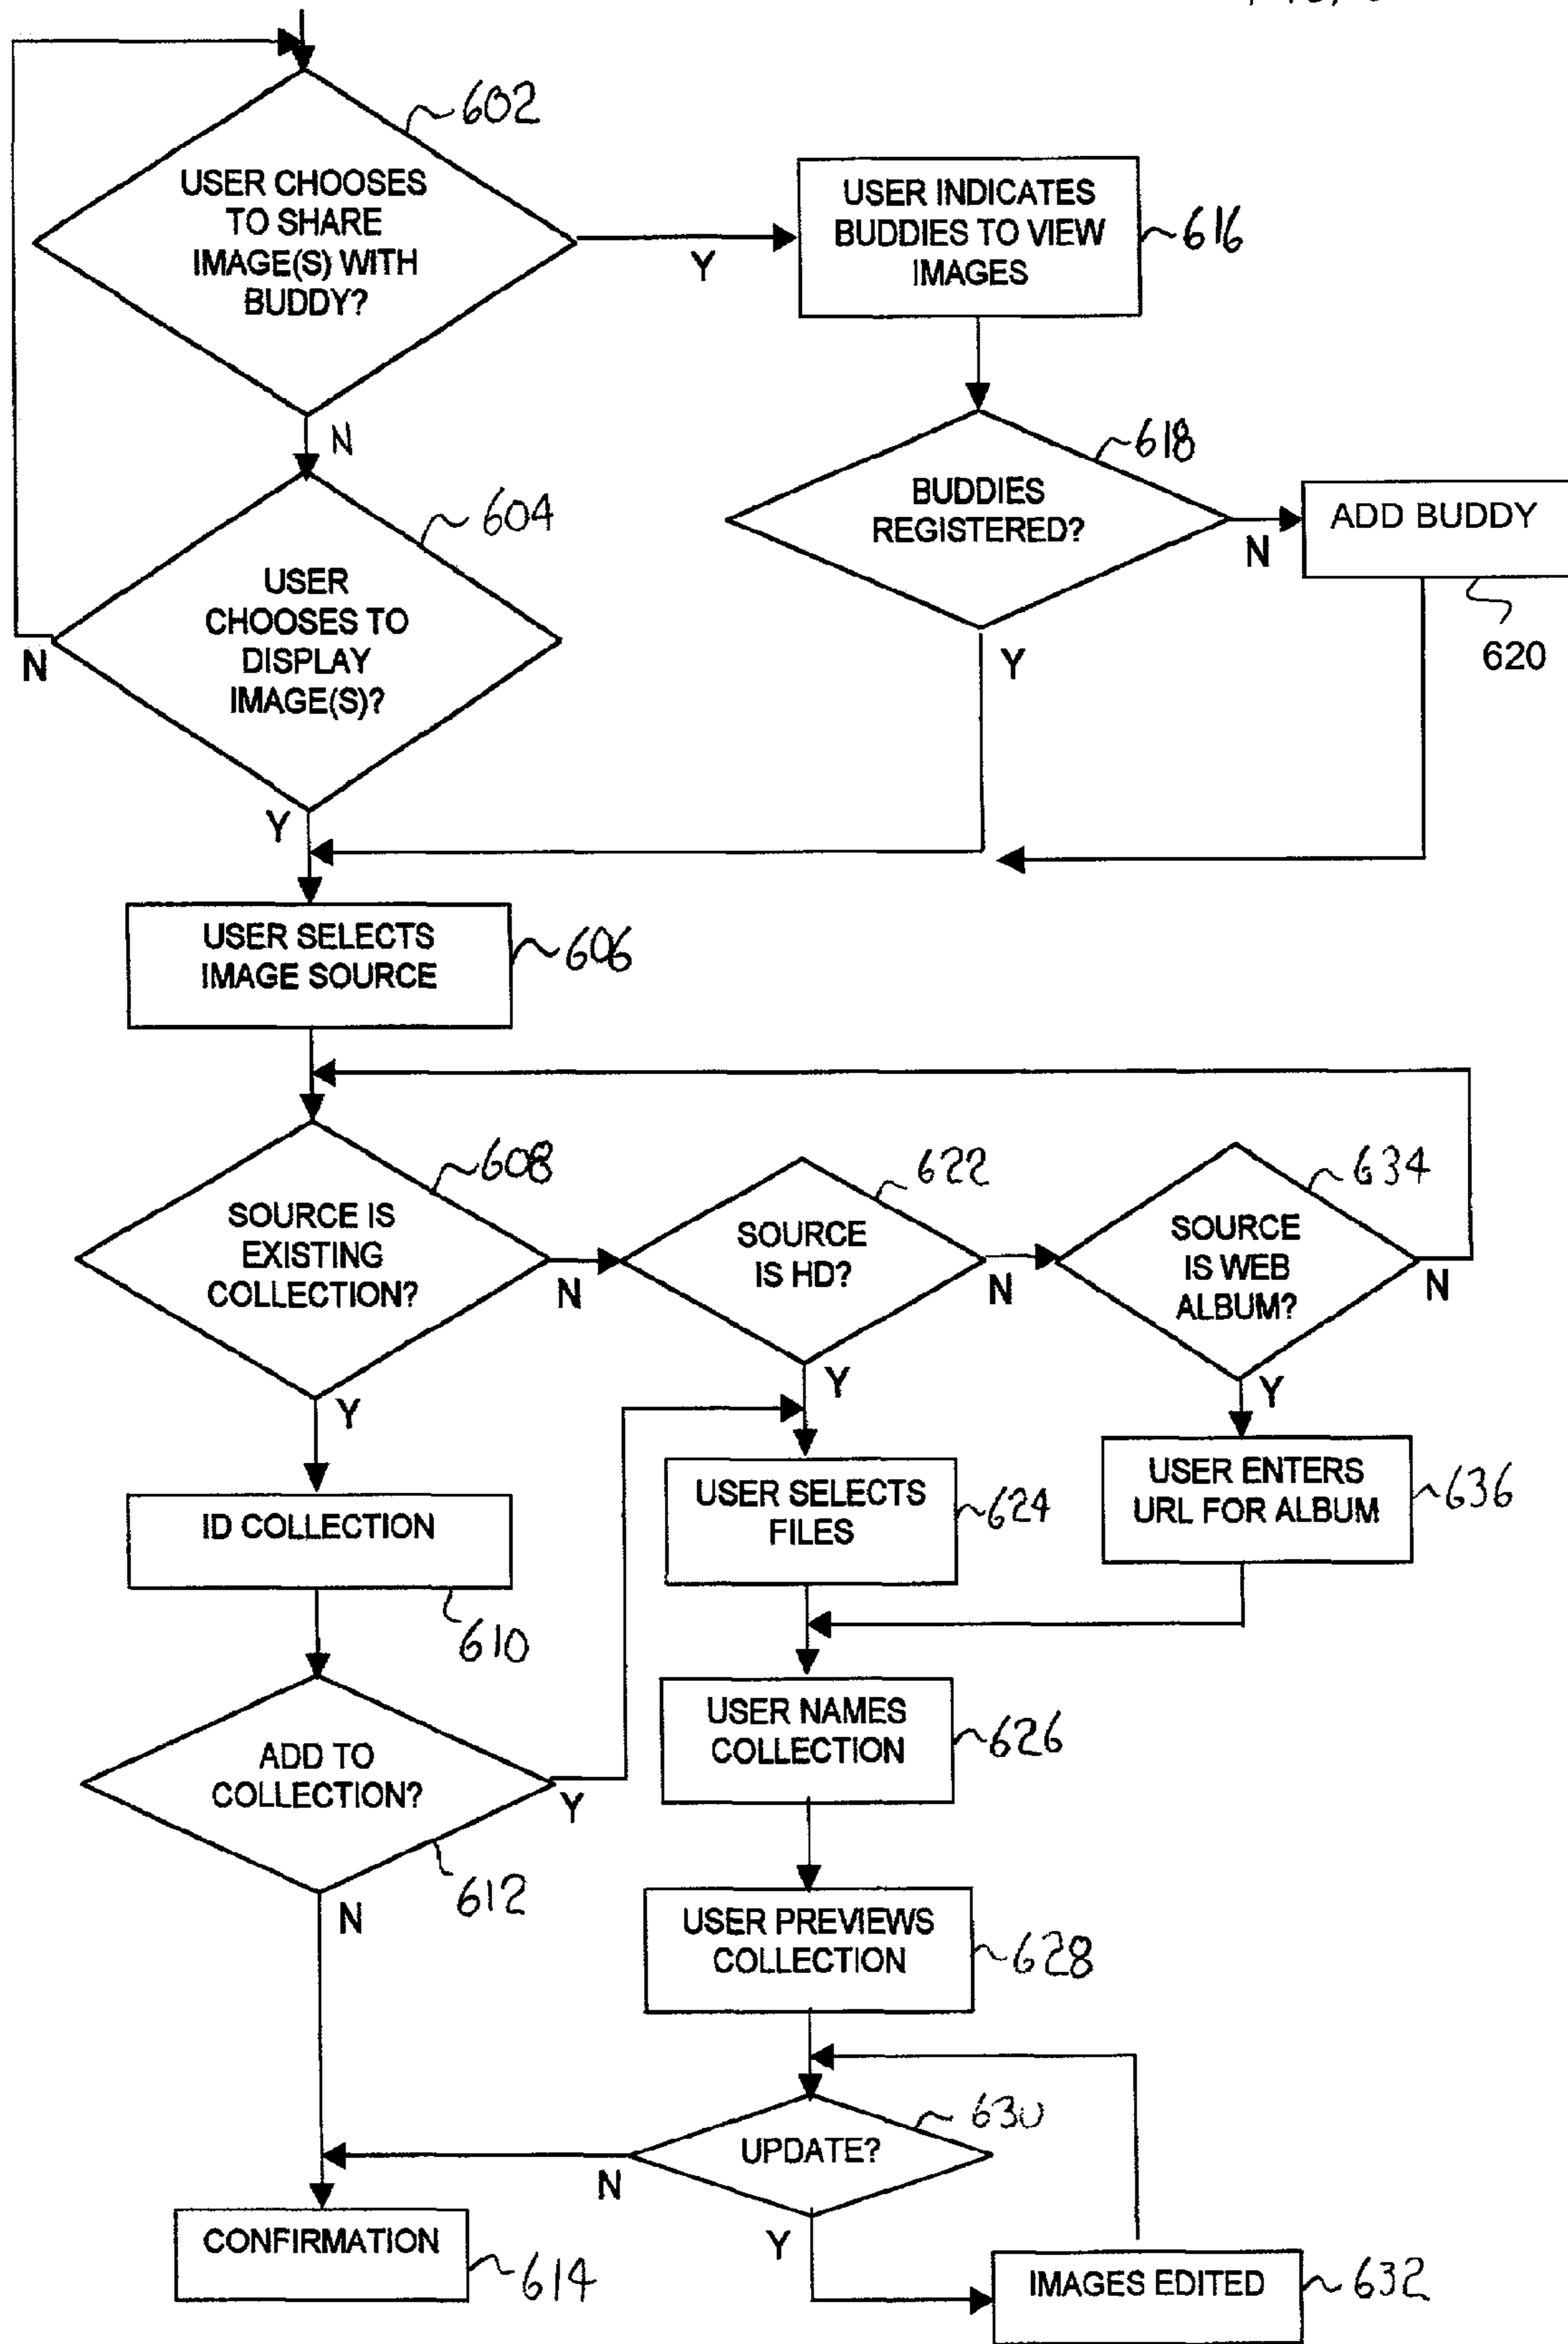 602
USER CHOOSES
TO SHARE
IMAGE(S) WITH
BUDDY?
Y
N
USER INDICATES
BUDDIES TO VIEW
IMAGES
616
618
BUDDIES
REGISTERED?
N
Y
ADD BUDDY
620
604
USER
CHOOSES TO
DISPLAY
IMAGE(S)?
N
Y
USER SELECTS
IMAGE SOURCE
606
608
SOURCE IS
EXISTING
COLLECTION?
N
Y
622
SOURCE
IS HD?
N
Y
634
SOURCE
IS WEB
ALBUM?
N
Y
ID COLLECTION
610
USER SELECTS
FILES
624
USER ENTERS
URL FOR ALBUM
636
ADD TO
COLLECTION?
Y
612
N
USER NAMES
COLLECTION
626
USER PREVIEWS
COLLECTION
628
630
UPDATE?
N
Y
CONFIRMATION
614
IMAGES EDITED
632